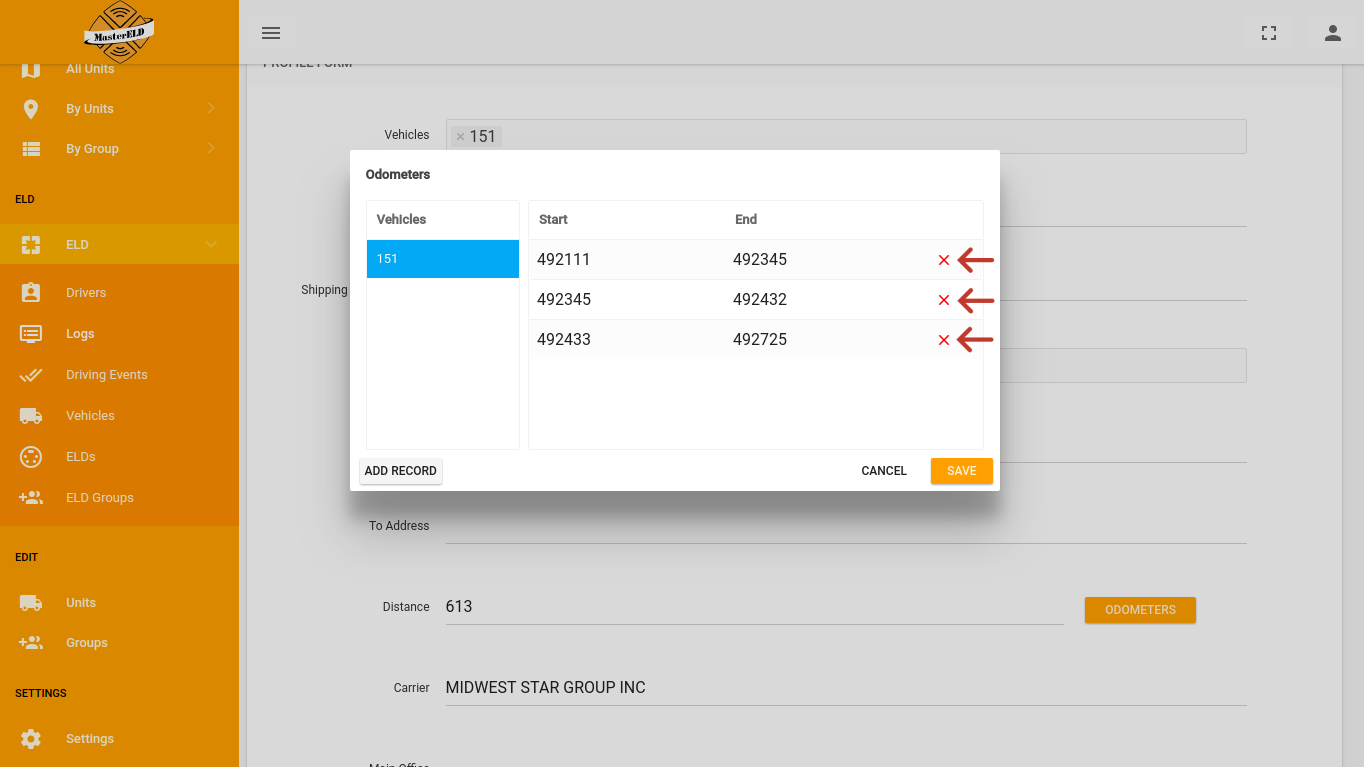 MasterELD
All Units
By Units
By Group
ELD
ELD
Drivers
Logs
Driving Events
Vehicles
ELDs
ELD Groups
EDIT
Units
Groups
SETTINGS
Settings
PROFILE FORM
Vehicles
× 151
Shipping
To Address
Distance
613
ODOMETERS
Carrier
MIDWEST STAR GROUP INC
Main Office
Odometers
Vehicles
151
Start End
492111 492345
492345 492432
492433 492725
ADD RECORD
CANCEL
SAVE